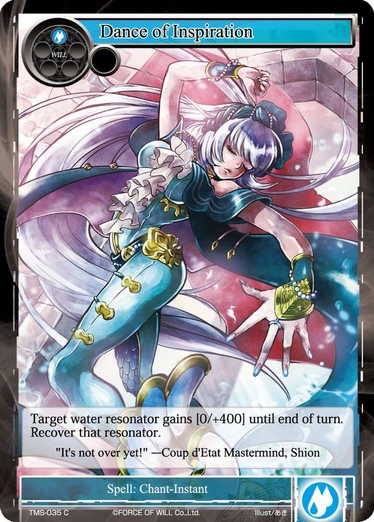 Dance of Inspiration
WILL
Target water resonator gains [0/+400] until end of turn.
Recover that resonator.
"It's not over yet!" —Coup d'Etat Mastermind, Shion
Spell: Chant-Instant
TMS-035 C ©FORCE OF WILL Co.,Ltd. Illust/あき